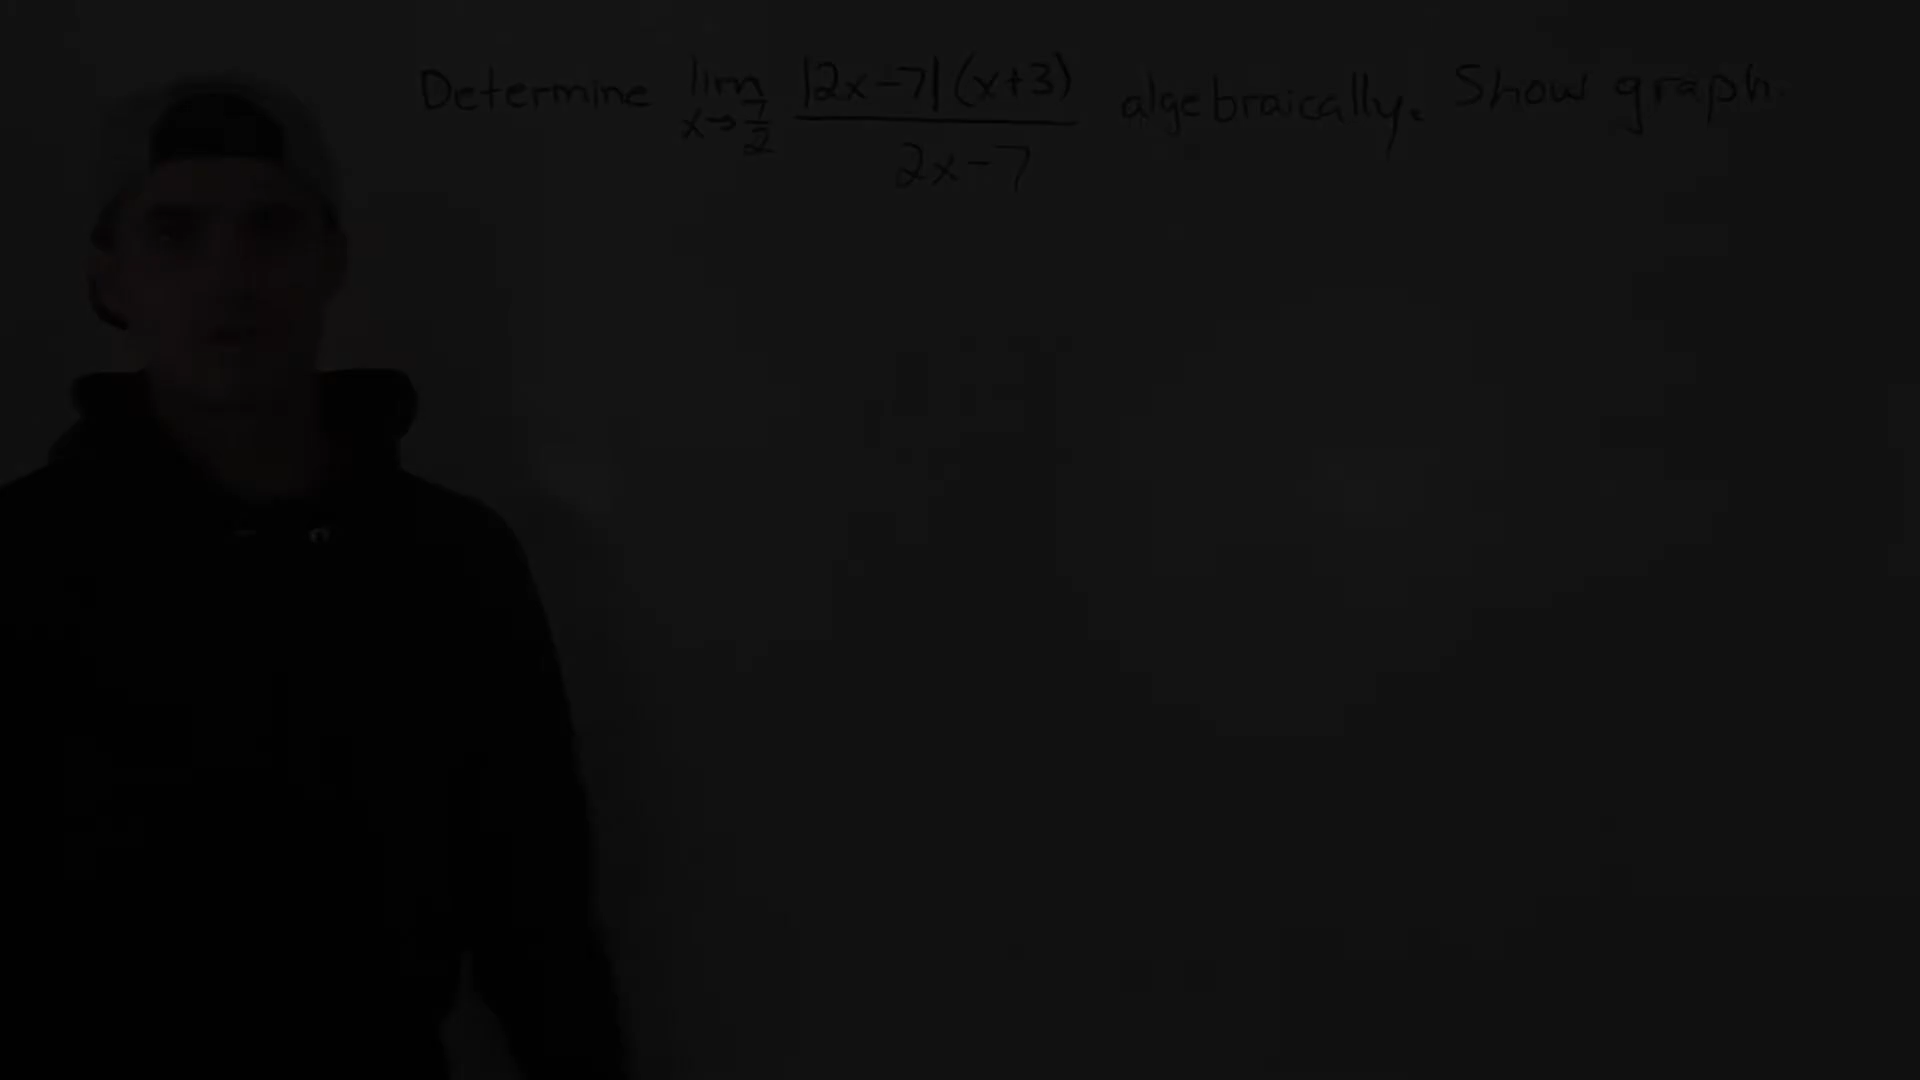 Determine lim x→7/2 |2x-7|(x+3) / 2x-7 algebraically. Show graph.